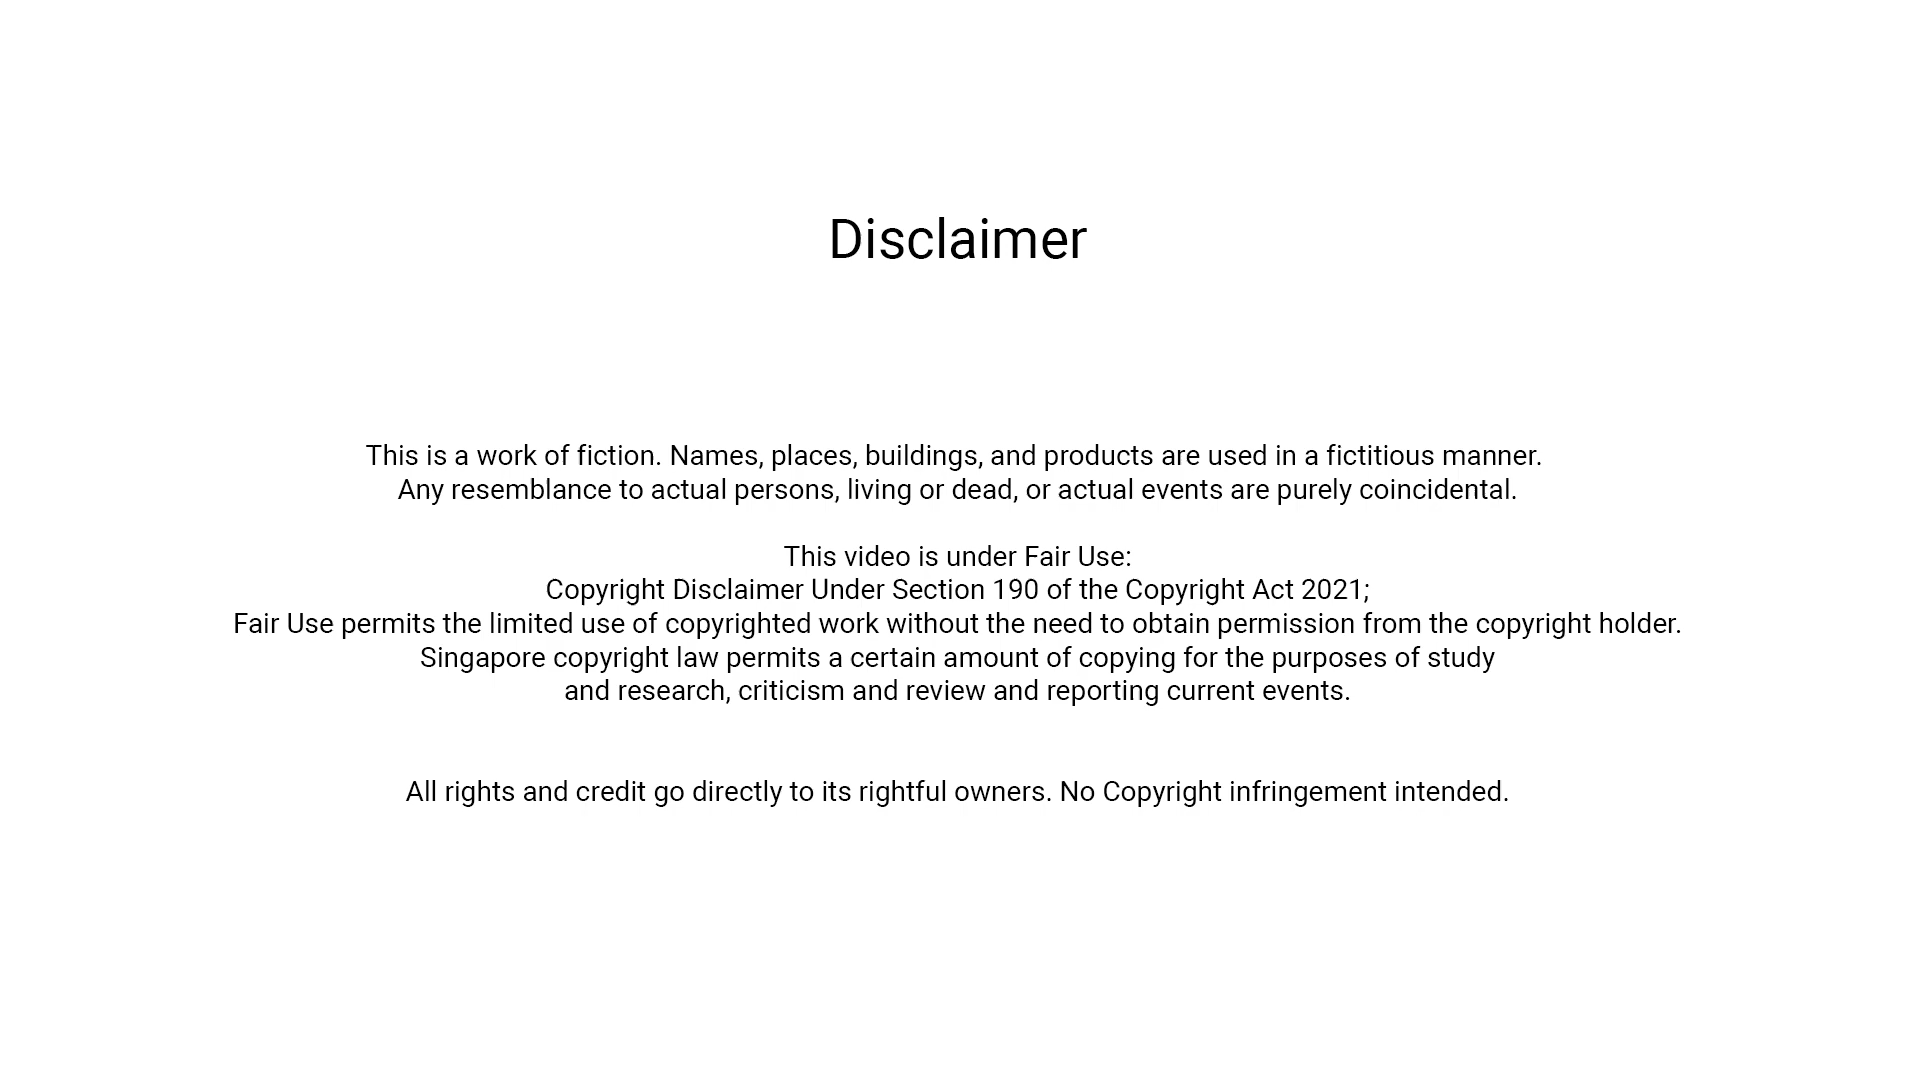 Disclaimer
This is a work of fiction. Names, places, buildings, and products are used in a fictitious manner.
Any resemblance to actual persons, living or dead, or actual events are purely coincidental.
This video is under Fair Use:
Copyright Disclaimer Under Section 190 of the Copyright Act 2021;
Fair Use permits the limited use of copyrighted work without the need to obtain permission from the copyright holder.
Singapore copyright law permits a certain amount of copying for the purposes of study
and research, criticism and review and reporting current events.
All rights and credit go directly to its rightful owners. No Copyright infringement intended.